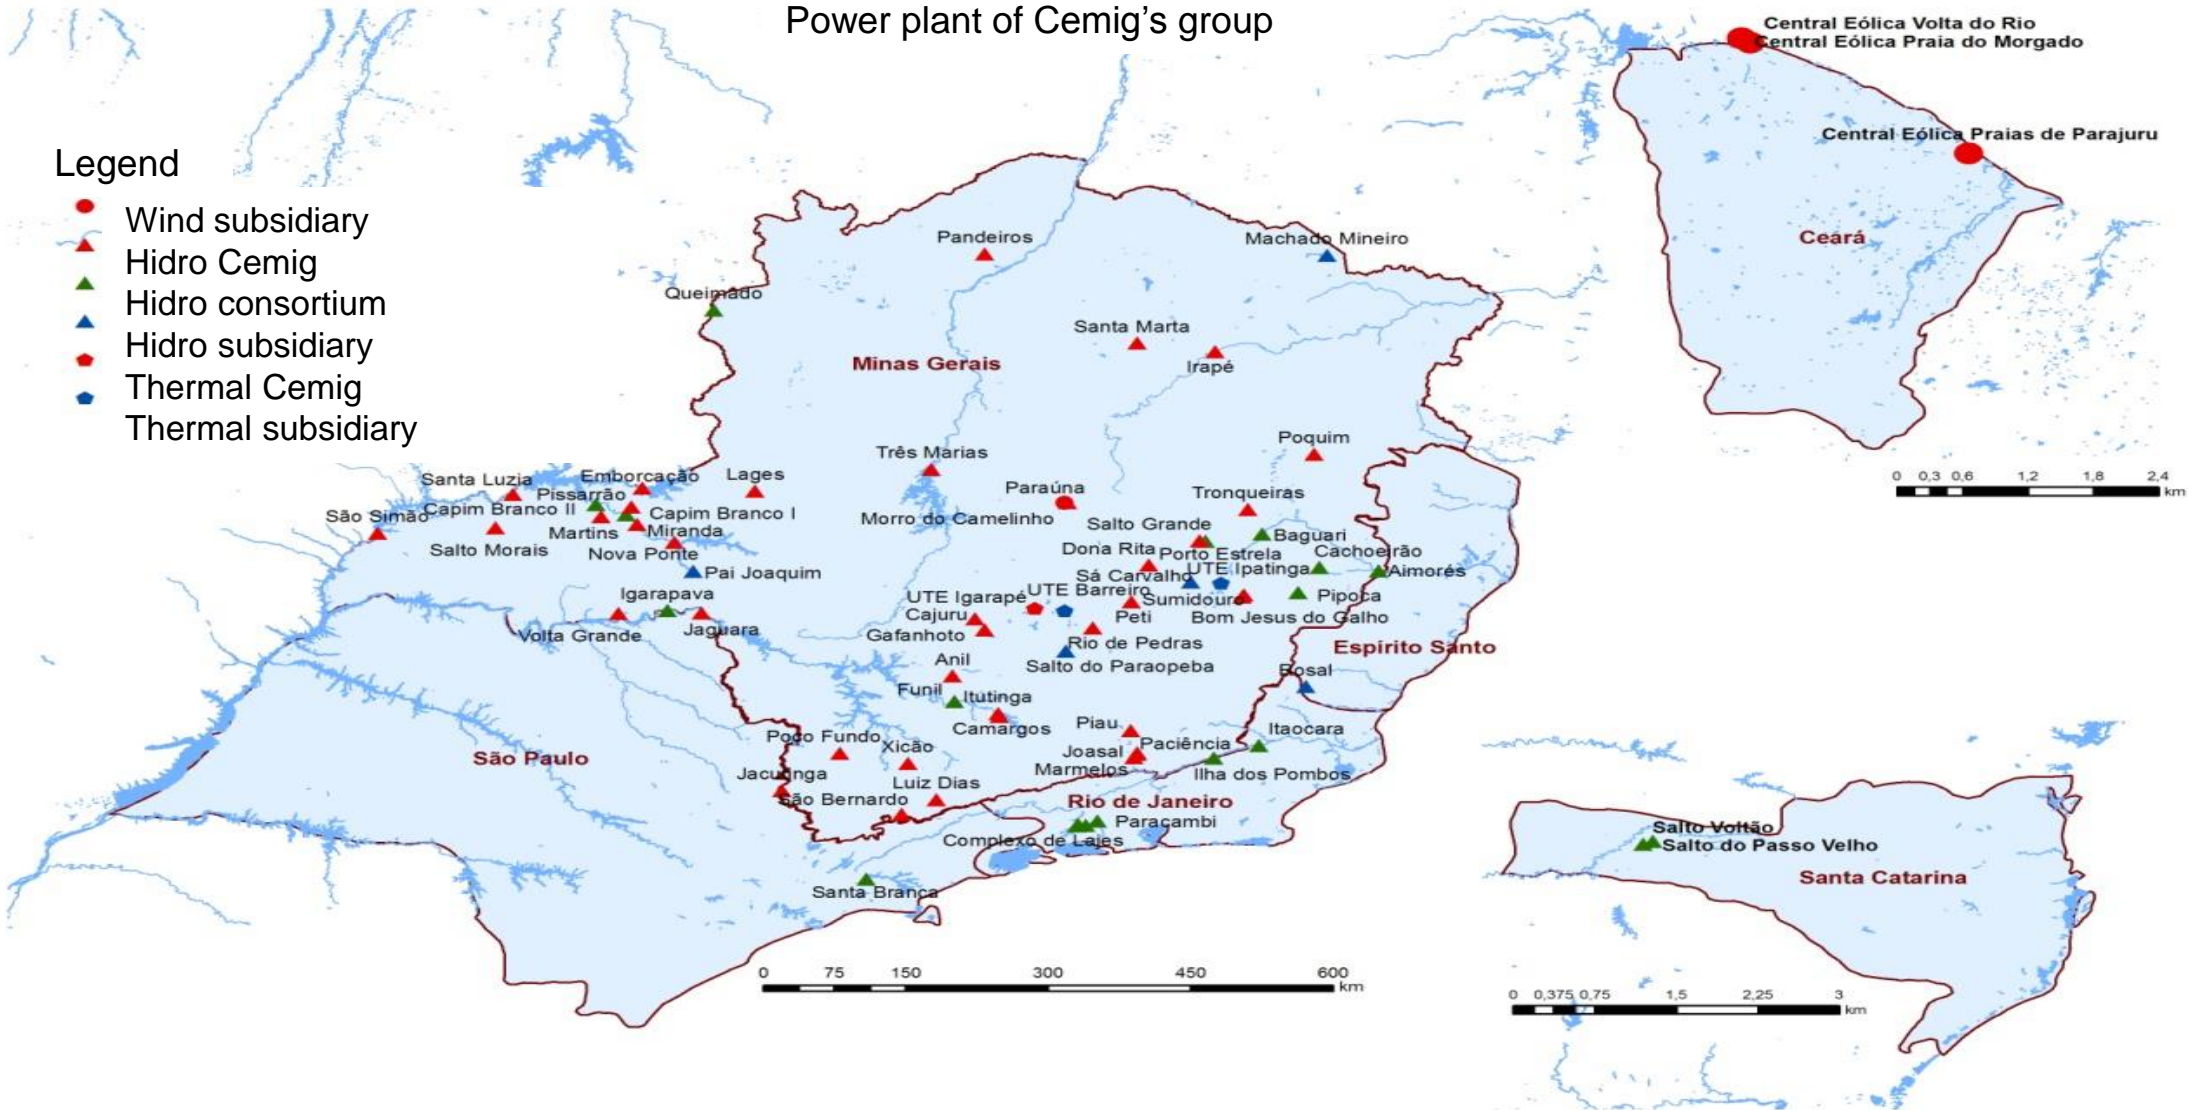 Power plant of Cemig's group
Central Eólica Volta do Rio
Central Eólica Praia do Morgado
Central Eólica Praias de Parajuru
Ceará
0 0,3 0,6 1,2 1,8 2,4
km
Legend
Wind subsidiary
Hidro Cemig
Hidro consortium
Hidro subsidiary
Thermal Cemig
Thermal subsidiary
Pandeiros
Machado Mineiro
Queimado
Santa Marta
Irapé
Minas Gerais
Poquim
Três Marias
Santa Luzia
Emborcação
Lages
Pissarrão
Paraúna
Tronqueiras
São Simão
Capim Branco II
Capim Branco I
Morro do Camelinho
Salto Grande
Martins
Miranda
Baguari
Salto Morais
Nova Ponte
Dona Rita
Porto Estrela
Cachoeirão
Pai Joaquim
Sá Carvalho
UTE Ipatinga
Aimorés
Igarapava
UTE Igarapé
UTE Barreiro
Sumidouro
Pipoca
Cajuru
Peti
Bom Jesus do Galho
Volta Grande
Jaguara
Gafanhoto
Rio de Pedras
Espírito Santo
Anil
Salto do Paraopeba
Rosal
Funil
Itutinga
Camargos
Piau
Itaocara
Poço Fundo
Xicão
Joasal
Paciência
São Paulo
Marmelos
Ilha dos Pombos
Jacutinga
Luiz Dias
São Bernardo
Rio de Janeiro
Paracambi
Complexo de Lajes
Santa Branca
0 75 150 300 450 600
km
Salto Voltão
Salto do Passo Velho
Santa Catarina
0 0,375 0,75 1,5 2,25 3
km